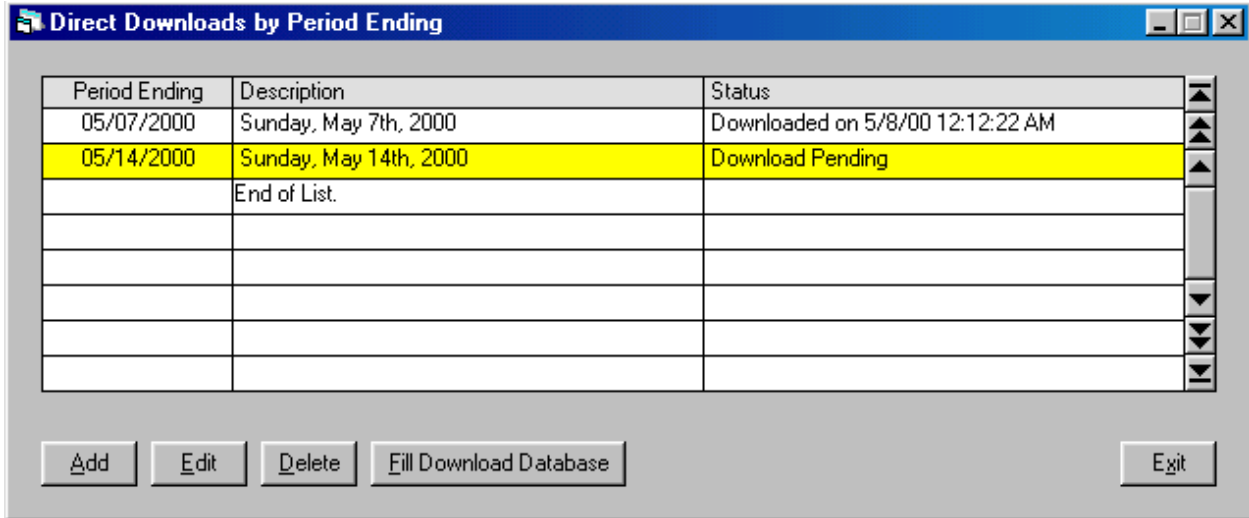 Direct Downloads by Period Ending
Period Ending Description Status
05/07/2000 Sunday, May 7th, 2000 Downloaded on 5/8/00 12:12:22 AM
05/14/2000 Sunday, May 14th, 2000 Download Pending
End of List.
Add Edit Delete Fill Download Database Exit